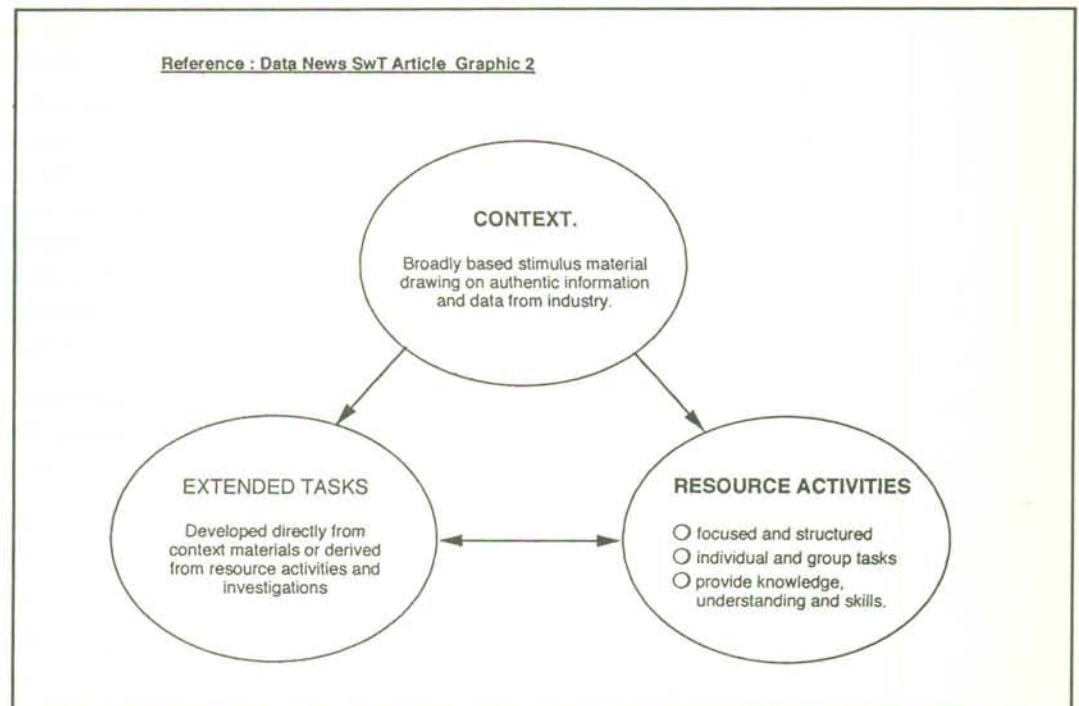 Reference : Data News SwT Article Graphic 2
CONTEXT.
Broadly based stimulus material
drawing on authentic information
and data from industry.
EXTENDED TASKS
Developed directly from
context materials or derived
from resource activities and
investigations
RESOURCE ACTIVITIES
focused and structured
individual and group tasks
provide knowledge,
understanding and skills.